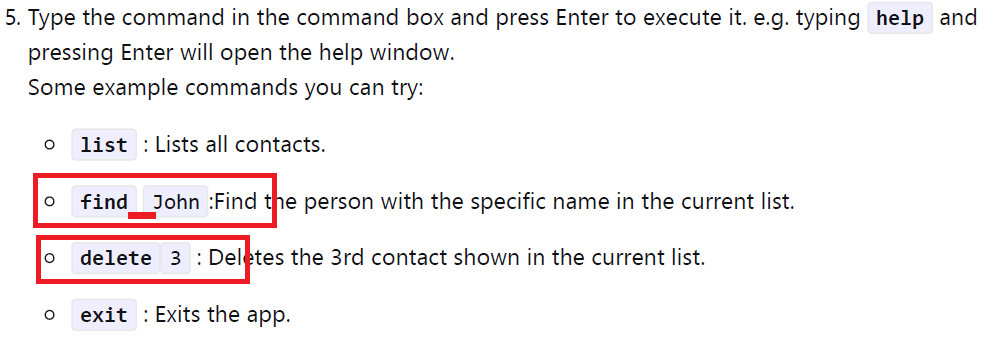 5. Type the command in the command box and press Enter to execute it. e.g. typing help and
pressing Enter will open the help window.
Some example commands you can try:
list : Lists all contacts.
find John :Find the person with the specific name in the current list.
delete 3 : Deletes the 3rd contact shown in the current list.
exit : Exits the app.